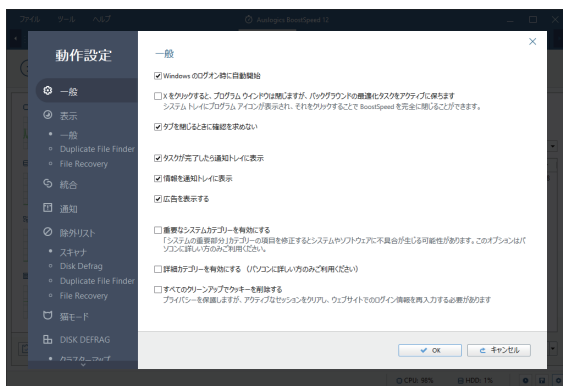 ファイル ツール ヘルプ
Auslogics BoostSpeed 12
動作設定
一般
表示
一般
Duplicate File Finder
File Recovery
統合
通知
除外リスト
スキャナ
Disk Defrag
Duplicate File Finder
File Recovery
猫モード
DISK DEFRAG
クラスターマップ
一般
Windows のログオン時に自動開始
X をクリックすると、プログラム ウインドウは閉じますが、バックグラウンドの最適化タスクをアクティブに保ちます
システム トレイにプログラム アイコンが表示され、それをクリックすることで BoostSpeed を完全に閉じることができます。
タブを閉じるときに確認を求めない
タスクが完了したら通知トレイに表示
情報を通知トレイに表示
広告を表示する
重要なシステムカテゴリーを有効にする
「システムの重要部分」カテゴリーの項目を修正するとシステムやソフトウェアに不具合が生じる可能性があります。このオプションはパ
ソコンに詳しい方のみご利用ください。
詳細カテゴリーを有効にする （パソコンに詳しい方のみご利用ください）
すべてのクリーンアップでクッキーを削除する
プライバシーを保護しますが、アクティブなセッションをクリアし、ウェブサイトでのログイン情報を再入力する必要があります
OK
キャンセル
CPU: 98%
HDD: 1%